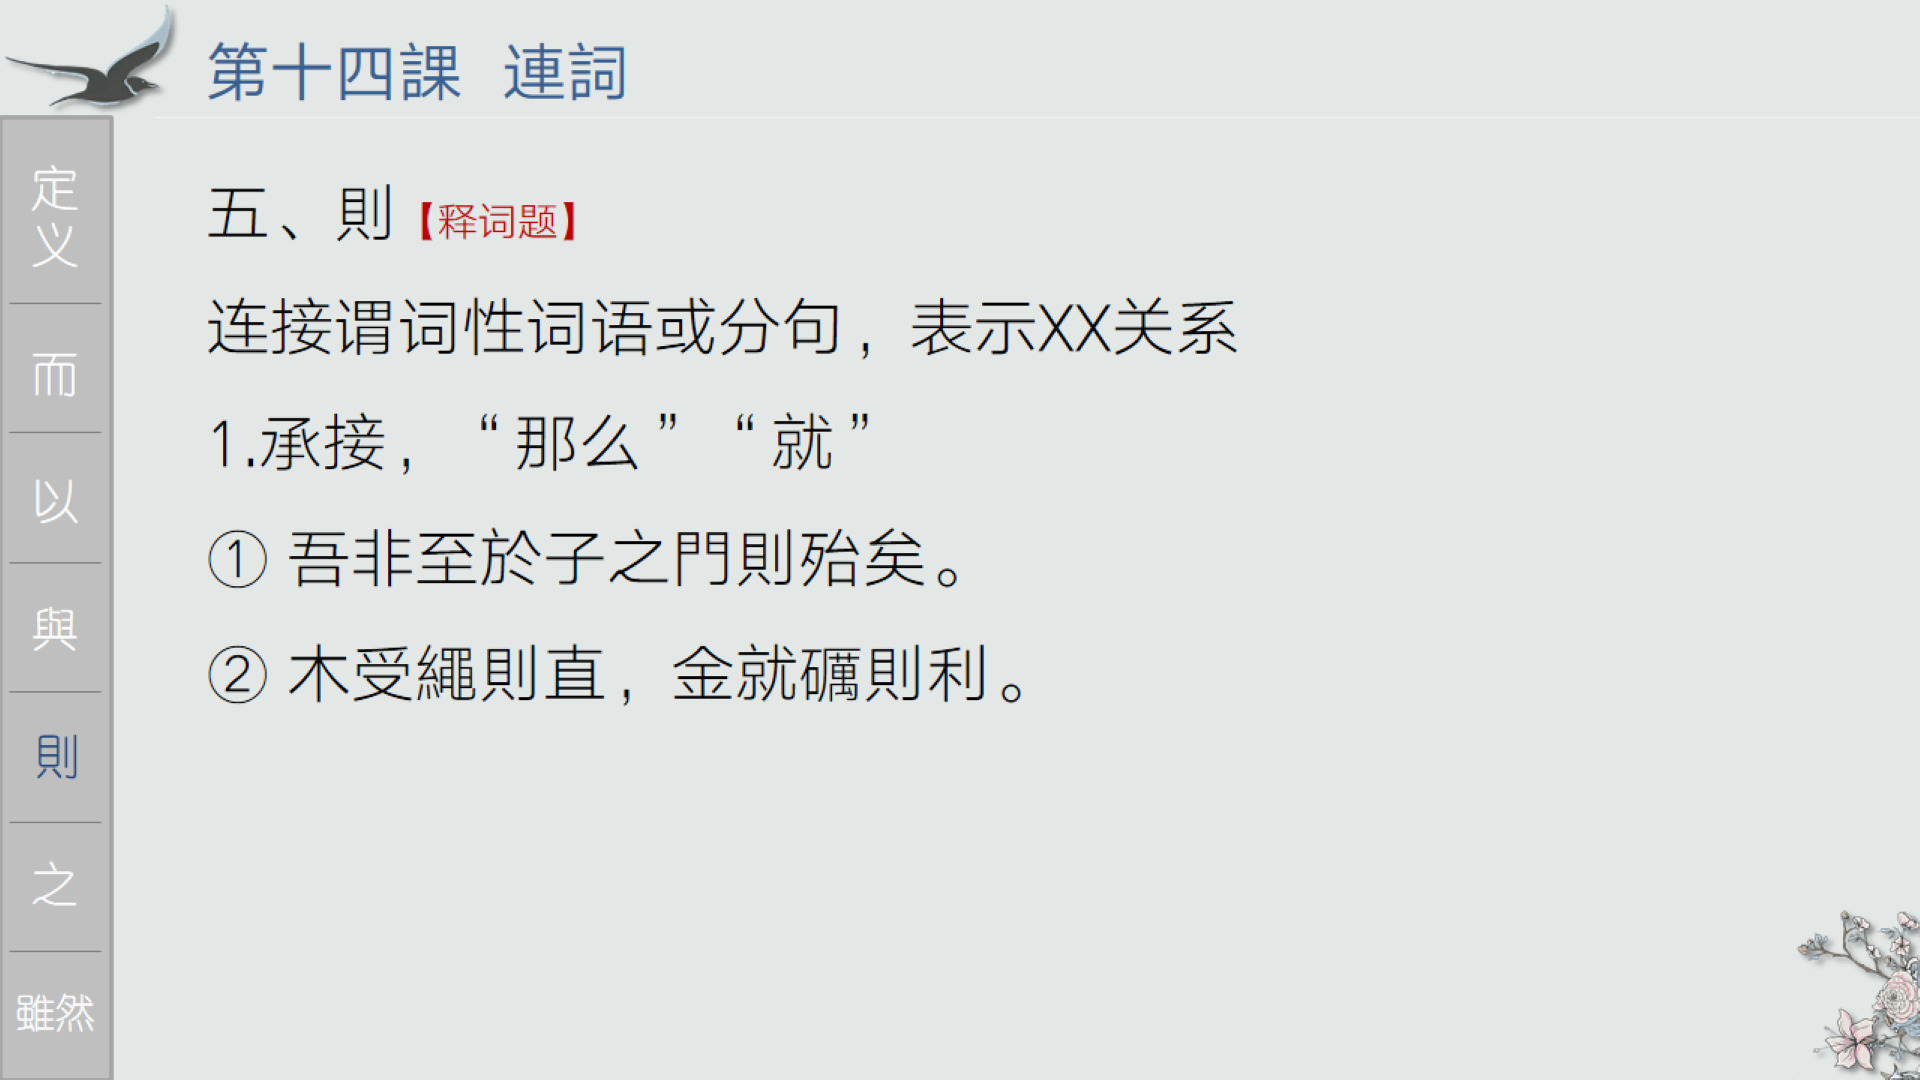 第十四課 連詞
定
义
而
以
與
則
之
雖然
五、則【释词题】
连接谓词性词语或分句，表示XX关系
1.承接，“那么”“就”
① 吾非至於子之門則殆矣。
② 木受繩則直，金就礪則利。